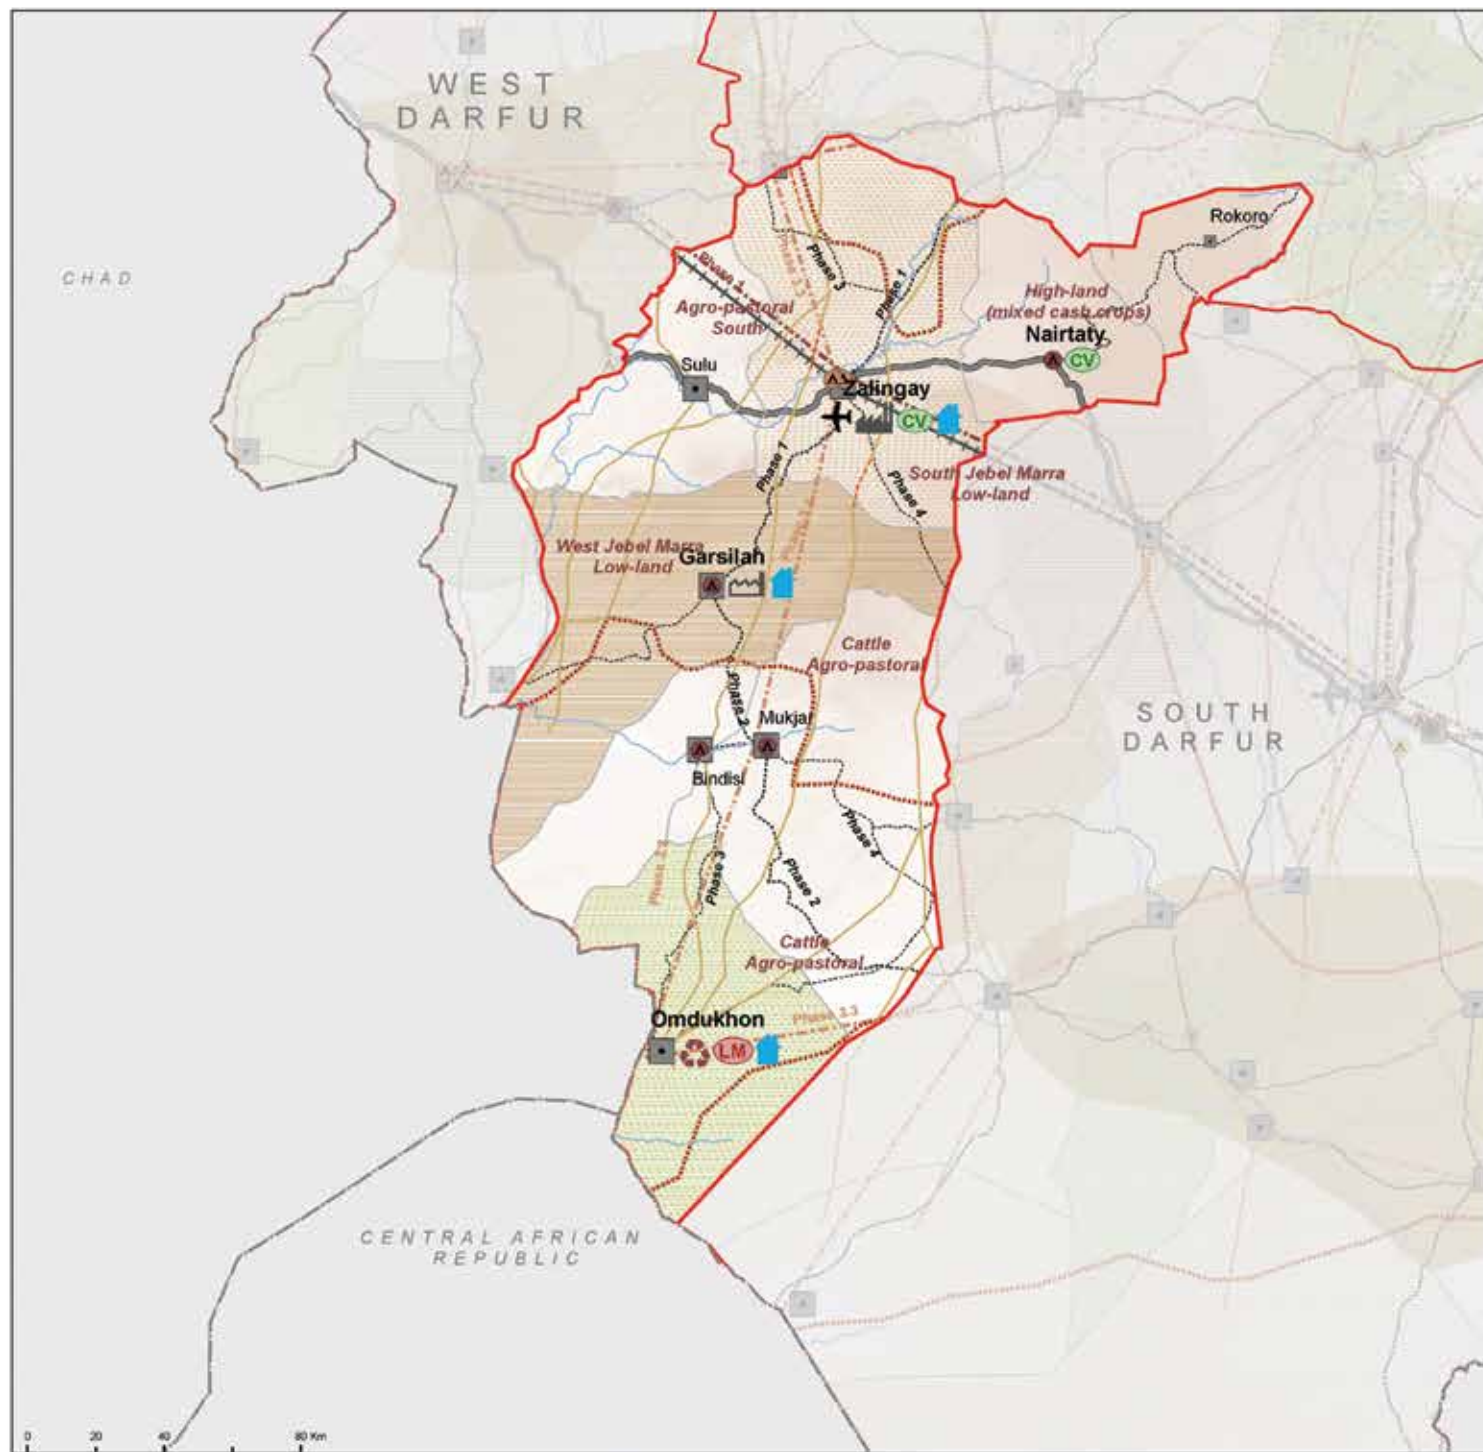 WEST
DARFUR
CHAD
Rokoro
Phase 3
Phase 1
High-land
(mixed cash crops)
Agro-pastoral
South
Nairtaty
CV
Sulu
Zalingay
CV
Phase 1
Phase 4
South Jebel Marra
Low-land
West Jebel Marra
Low-land
Garsilah
Cattle
Agro-pastoral
Phase 2
Mukjar
SOUTH
DARFUR
Bindisi
Phase 4
Phase 3
Phase 2
Cattle
Agro-pastoral
Omdukhon
Phase 3.3
LM
CENTRAL AFRICAN
REPUBLIC
0 20 40 80 Km